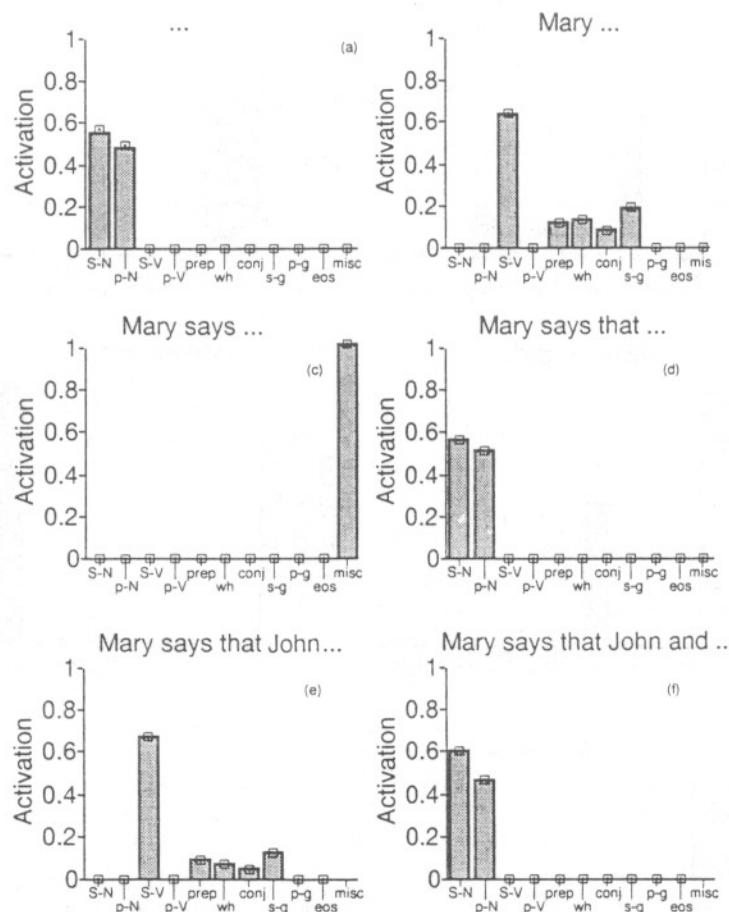 ...
Mary ...
(a)
Activation
1
0.8
0.6
0.4
0.2
0
S-N p-N S-V p-V prep wh conj s-g p-g eos misc
Activation
1
0.8
0.6
0.4
0.2
0
S-N p-N S-V p-V prep wh conj s-g p-g eos mis
Mary says ...
Mary says that ...
(c)
Activation
1
0.8
0.6
0.4
0.2
0
S-N p-N S-V p-V prep wh conj s-g p-g eos misc
(d)
Activation
1
0.8
0.6
0.4
0.2
0
S-N p-N S-V p-V prep wh conj s-g p-g eos misc
Mary says that John...
Mary says that John and ..
(e)
Activation
1
0.8
0.6
0.4
0.2
0
S-N p-N S-V p-V prep wh conj s-g p-g eos misc
(f)
Activation
1
0.8
0.6
0.4
0.2
0
S-N p-N S-V p-V prep wh conj s-g p-g eos misc